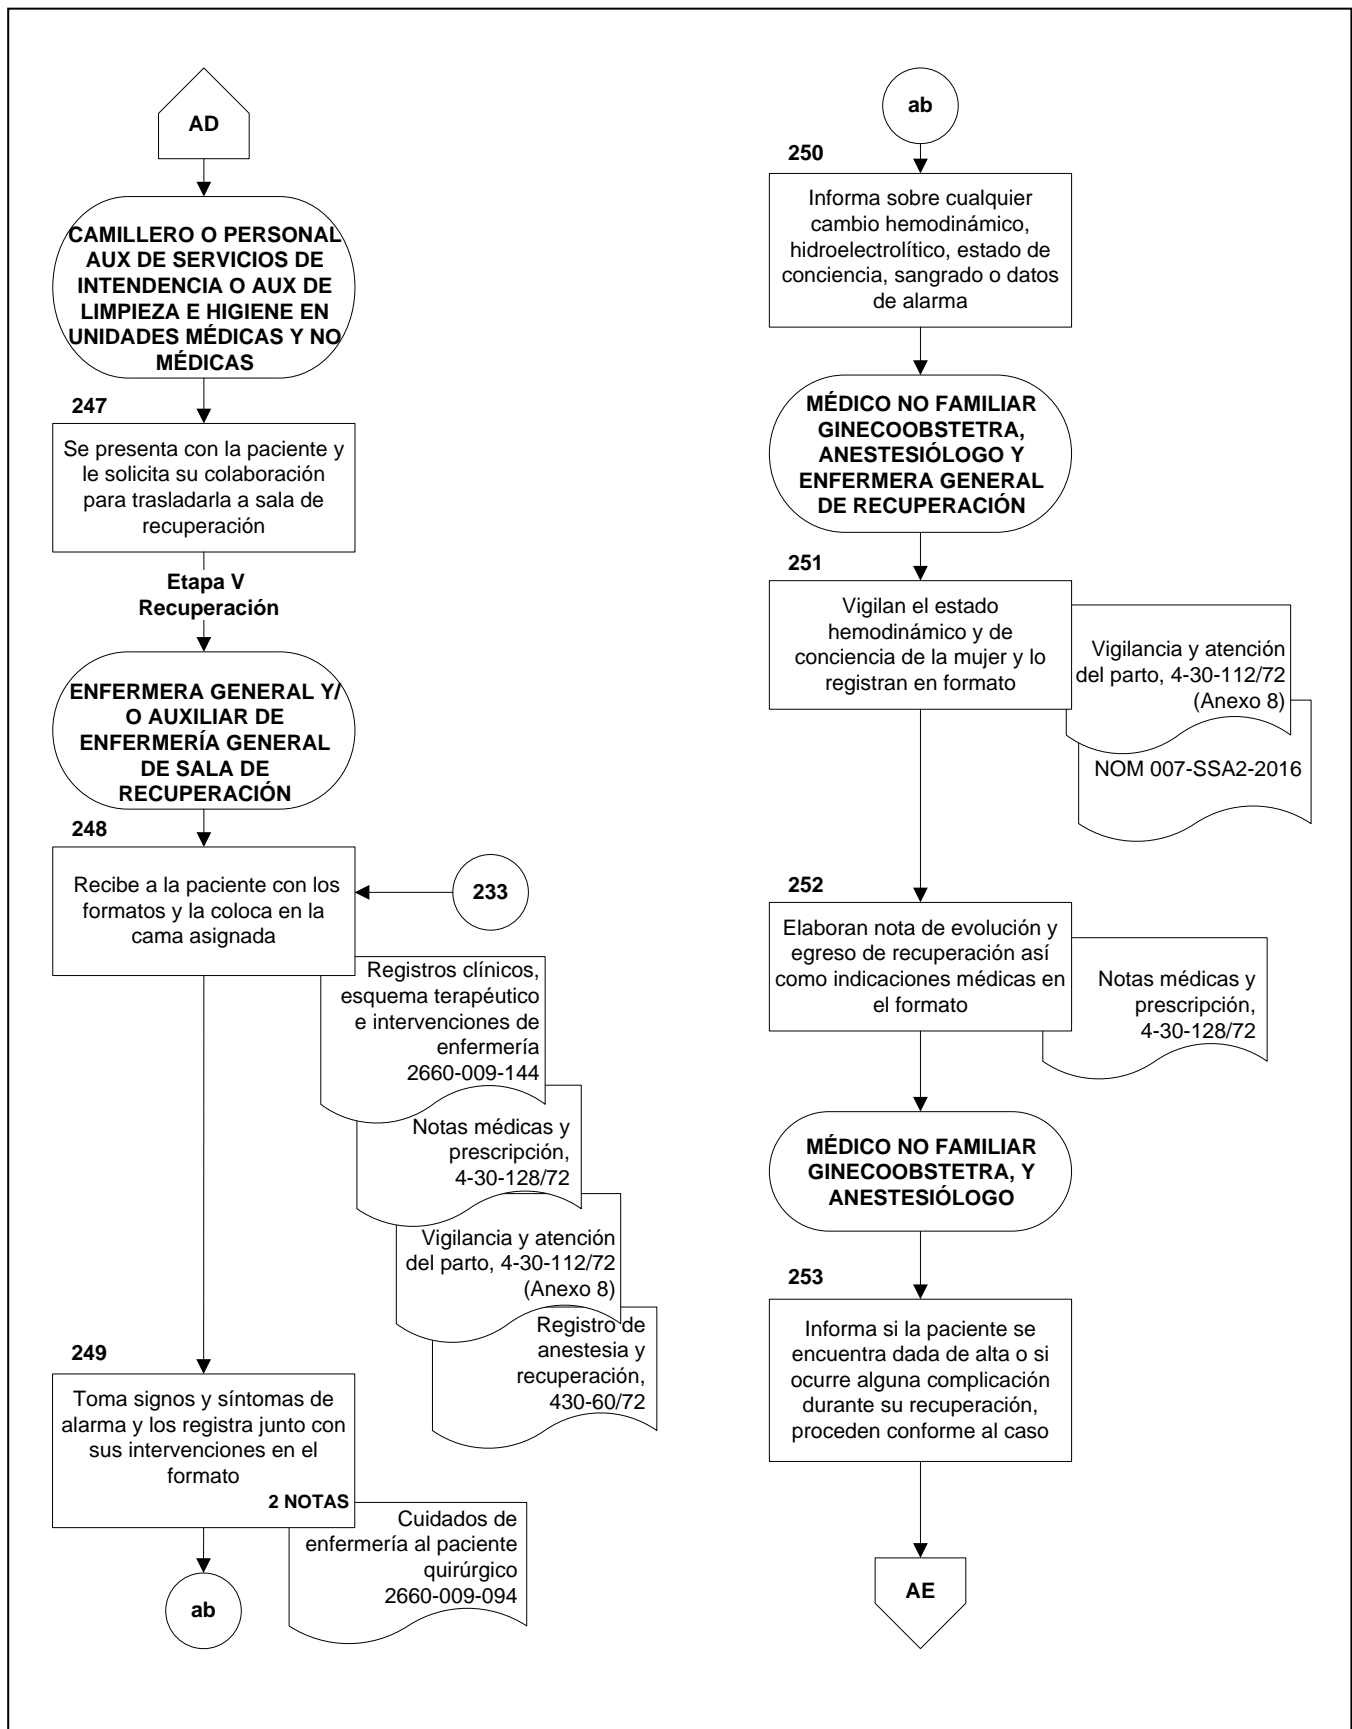 AD
CAMILLERO O PERSONAL
AUX DE SERVICIOS DE
INTENDENCIA O AUX DE
LIMPIEZA E HIGIENE EN
UNIDADES MÉDICAS Y NO
MÉDICAS
247
Se presenta con la paciente y
le solicita su colaboración
para trasladarla a sala de
recuperación
Etapa V
Recuperación
ENFERMERA GENERAL Y/
O AUXILIAR DE
ENFERMERÍA GENERAL
DE SALA DE
RECUPERACIÓN
248
Recibe a la paciente con los
formatos y la coloca en la
cama asignada
233
Registros clínicos,
esquema terapéutico
e intervenciones de
enfermería
2660-009-144
Notas médicas y
prescripción,
4-30-128/72
Vigilancia y atención
del parto, 4-30-112/72
(Anexo 8)
Registro de
anestesia y
recuperación,
430-60/72
249
Toma signos y síntomas de
alarma y los registra junto con
sus intervenciones en el
formato
2 NOTAS
Cuidados de
enfermería al paciente
quirúrgico
2660-009-094
ab
ab
250
Informa sobre cualquier
cambio hemodinámico,
hidroelectrolítico, estado de
conciencia, sangrado o datos
de alarma
MÉDICO NO FAMILIAR
GINECOOBSTETRA,
ANESTESIÓLOGO Y
ENFERMERA GENERAL
DE RECUPERACIÓN
251
Vigilan el estado
hemodinámico y de
conciencia de la mujer y lo
registran en formato
Vigilancia y atención
del parto, 4-30-112/72
(Anexo 8)
NOM 007-SSA2-2016
252
Elaboran nota de evolución y
egreso de recuperación así
como indicaciones médicas en
el formato
Notas médicas y
prescripción,
4-30-128/72
MÉDICO NO FAMILIAR
GINECOOBSTETRA, Y
ANESTESIÓLOGO
253
Informa si la paciente se
encuentra dada de alta o si
ocurre alguna complicación
durante su recuperación,
proceden conforme al caso
AE